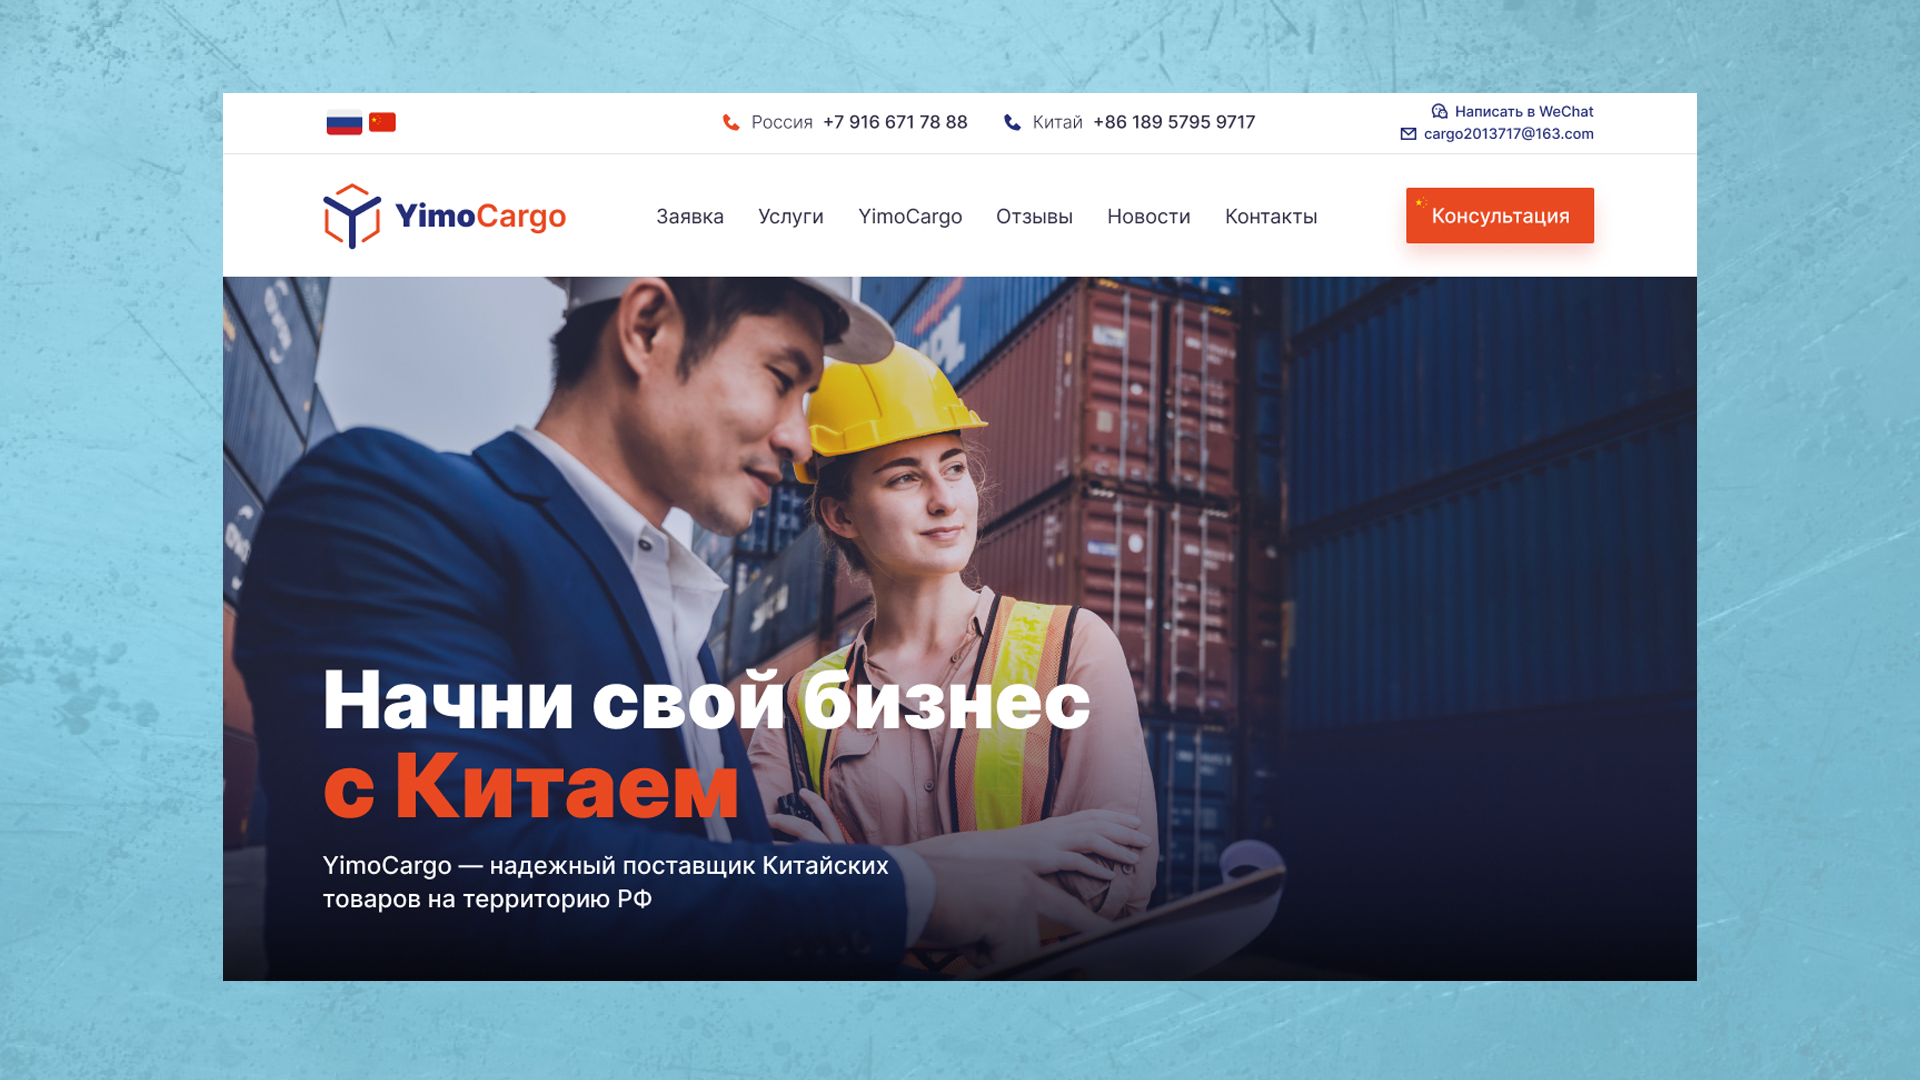 Россия +7 916 671 78 88
Китай +86 189 5795 9717
Написать в WeChat
cargo2013717@163.com
YimoCargo
Заявка
Услуги
YimoCargo
Отзывы
Новости
Контакты
Консультация
Начни свой бизнес
с Китаем
YimoCargo — надежный поставщик Китайских
товаров на территорию РФ